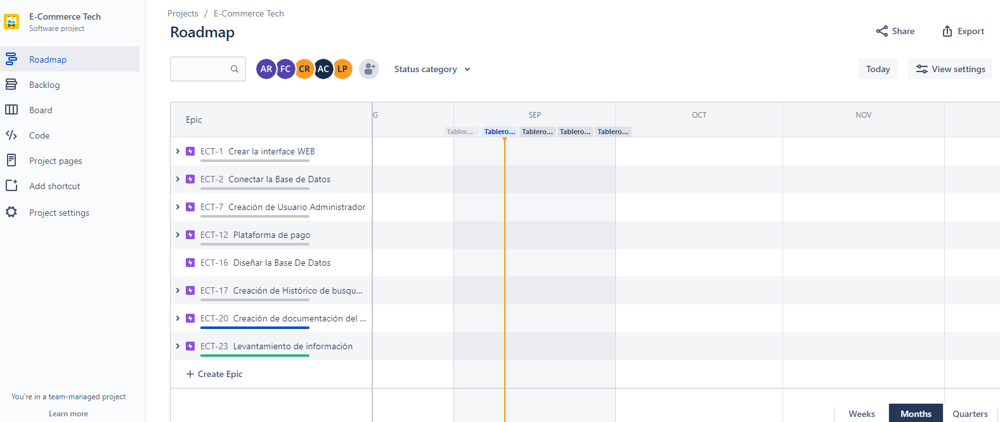 E-Commerce Tech
Software project
Roadmap
Backlog
Board
Code
Project pages
Add shortcut
Project settings
You're in a team-managed project
Learn more
Projects / E-Commerce Tech
Roadmap
Share
Export
AR FC CR AC LP
Status category
Today
View settings
Epic
G SEP OCT NOV
Tabler... Tablero... Tablero... Tablero... Tablero...
ECT-1 Crear la interface WEB
ECT-2 Conectar la Base de Datos
ECT-7 Creación de Usuario Administrador
ECT-12 Plataforma de pago
ECT-16 Diseñar la Base De Datos
ECT-17 Creación de Histórico de busqu...
ECT-20 Creación de documentación del ...
ECT-23 Levantamiento de información
+ Create Epic
Weeks Months Quarters